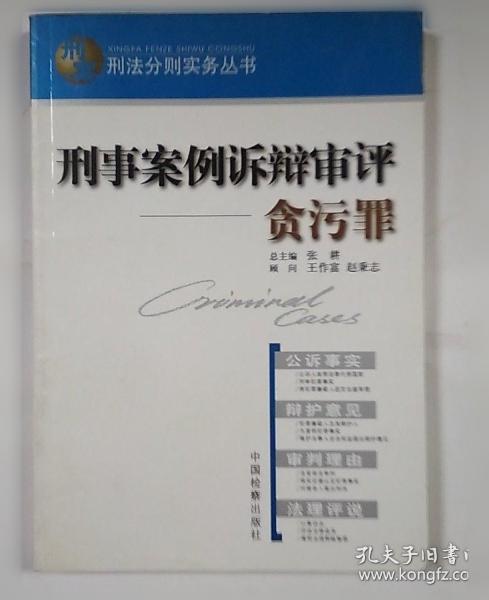 刑
XINGFA FENZE SHIWU CONGSHU
刑法分则实务丛书
刑事案例诉辩审评
——贪污罪
总主编 张 耕
顾 问 王作富 赵秉志
Criminal
Cases
公诉事实
辩护意见
审判理由
法理评说
中国检察出版社
孔夫子旧书网
www.kongfz.com